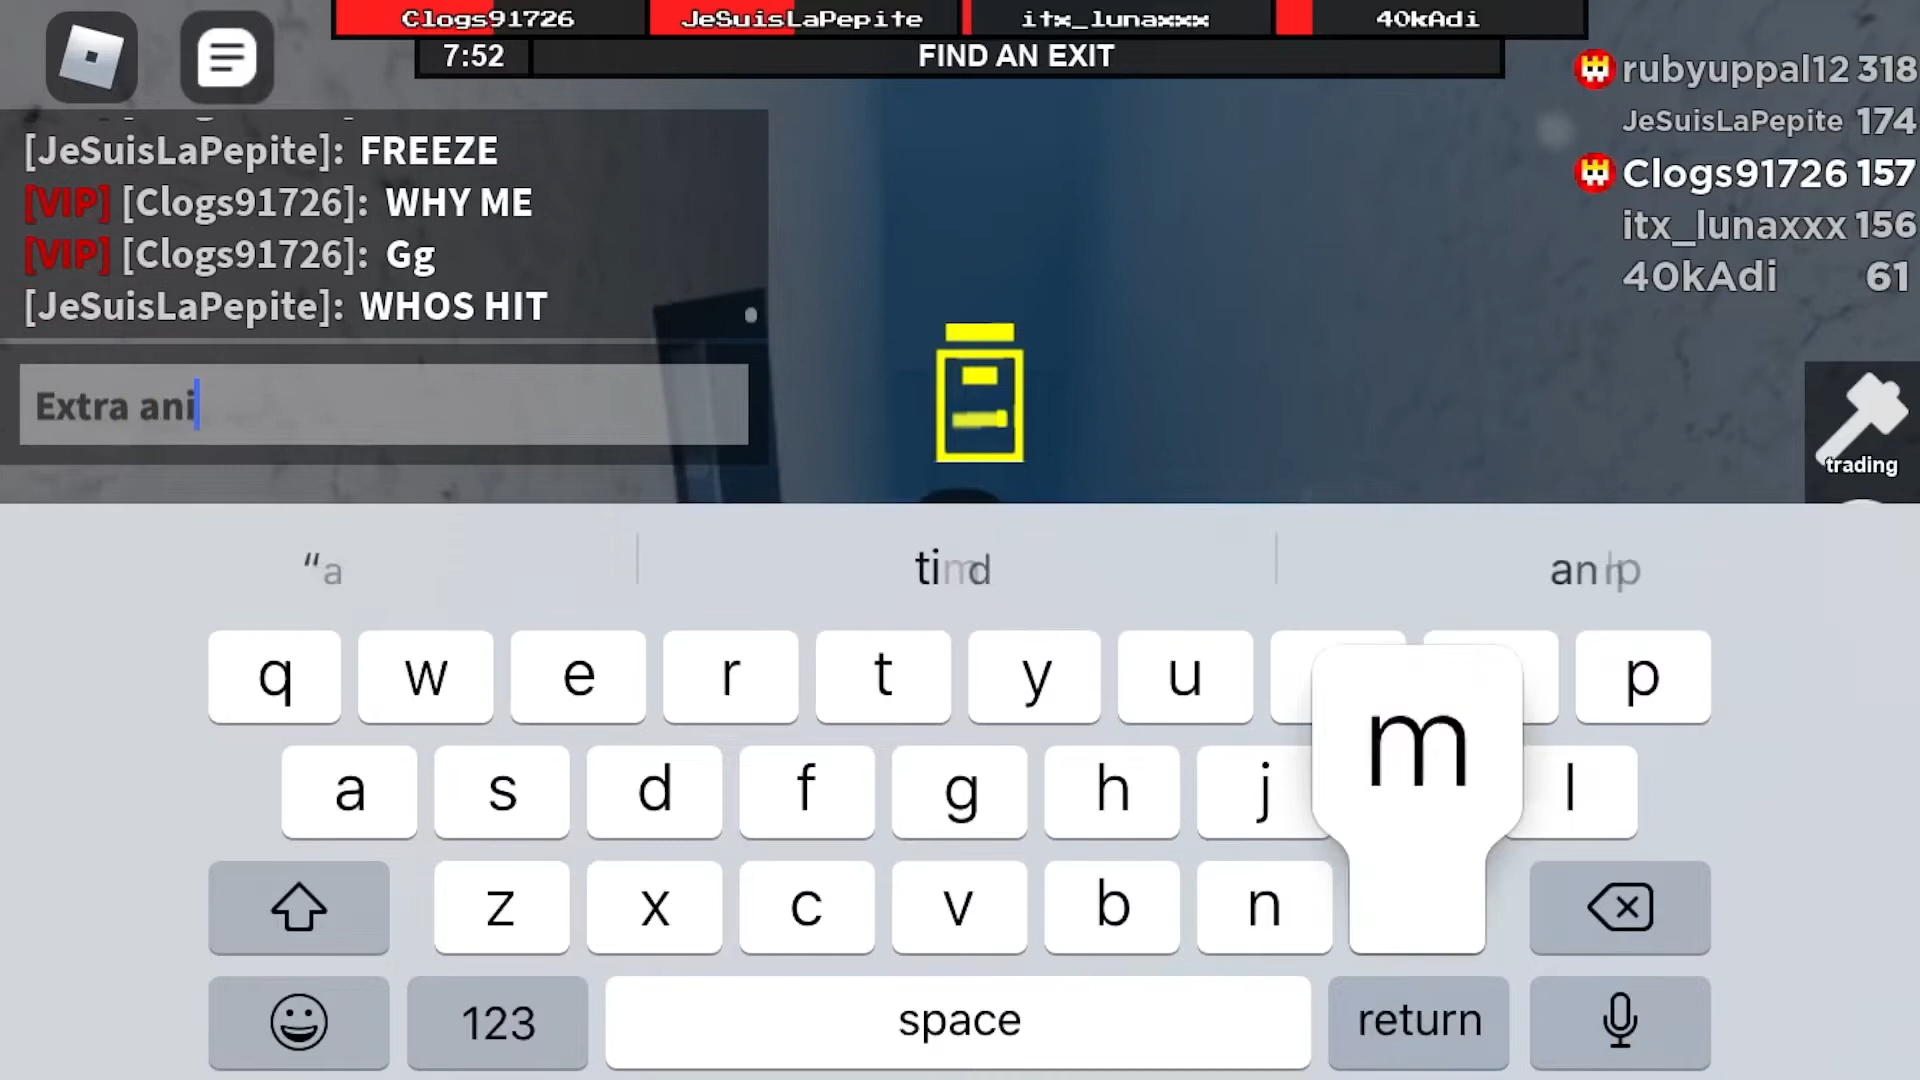 Clogs91726 JeSuisLaPepite itx_lunaxxx 40kAdi
7:52 FIND AN EXIT
rubyuppal12 318
JeSuisLaPepite 174
Clogs91726 157
itx_lunaxxx 156
40kAdi 61
[JeSuisLaPepite]: FREEZE
[VIP] [Clogs91726]: WHY ME
[VIP] [Clogs91726]: Gg
[JeSuisLaPepite]: WHOS HIT
Extra ani
trading
q w e r t y u p
a s d f g h j l
m
z x c v b n
123 space return